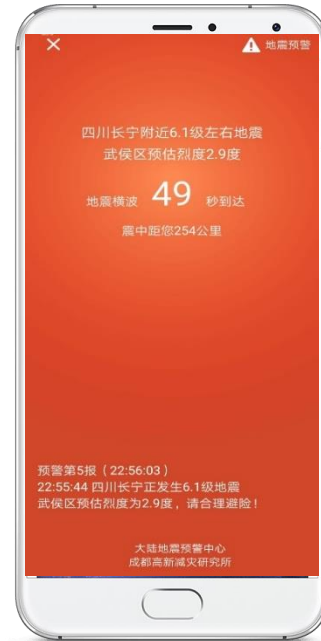 地震预警
四川长宁附近6.1级左右地震
武侯区预估烈度2.9度
地震横波 49 秒到达
震中距您254公里
预警第5报（22:56:03）
22:55:44 四川长宁正发生6.1级地震
武侯区预估烈度为2.9度，请合理避险！
大陆地震预警中心
成都高新减灾研究所